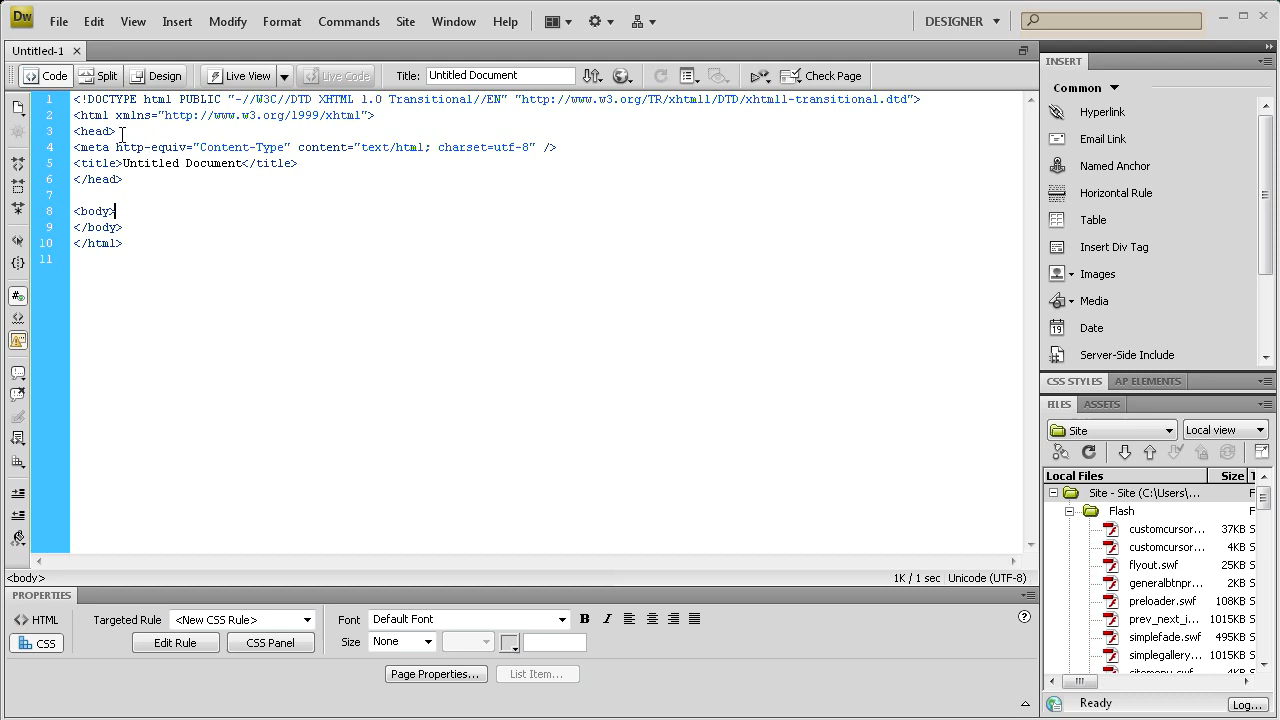 Dw File Edit View Insert Modify Format Commands Site Window Help DESIGNER
Untitled-1
Code Split Design Live View Live Code Title: Untitled Document Check Page
1 <!DOCTYPE html PUBLIC "-//W3C//DTD XHTML 1.0 Transitional//EN" "http://www.w3.org/TR/xhtml1/DTD/xhtml1-transitional.dtd">
2 <html xmlns="http://www.w3.org/1999/xhtml">
3 <head>
4 <meta http-equiv="Content-Type" content="text/html; charset=utf-8" />
5 <title>Untitled Document</title>
6 </head>
7
8 <body>
9 </body>
10 </html>
11
<body> 1K / 1 sec Unicode (UTF-8)
PROPERTIES
HTML Targeted Rule <New CSS Rule> Font Default Font B I
CSS Edit Rule CSS Panel Size None
Page Properties... List Item...
INSERT
Common
Hyperlink
Email Link
Named Anchor
Horizontal Rule
Table
Insert Div Tag
Images
Media
19 Date
Server-Side Include
CSS STYLES AP ELEMENTS
FILES ASSETS
Site Local view
Local Files Size T
Site - Site (C:\Users\... F
Flash F
customcursor... 37KB S
customcursor... 4KB S
flyout.swf 25KB S
generalbtnpr... 2KB S
preloader.swf 108KB S
prev_next_i... 1015KB S
simplefade.swf 495KB S
simplegallery... 1015KB S
Ready Log...